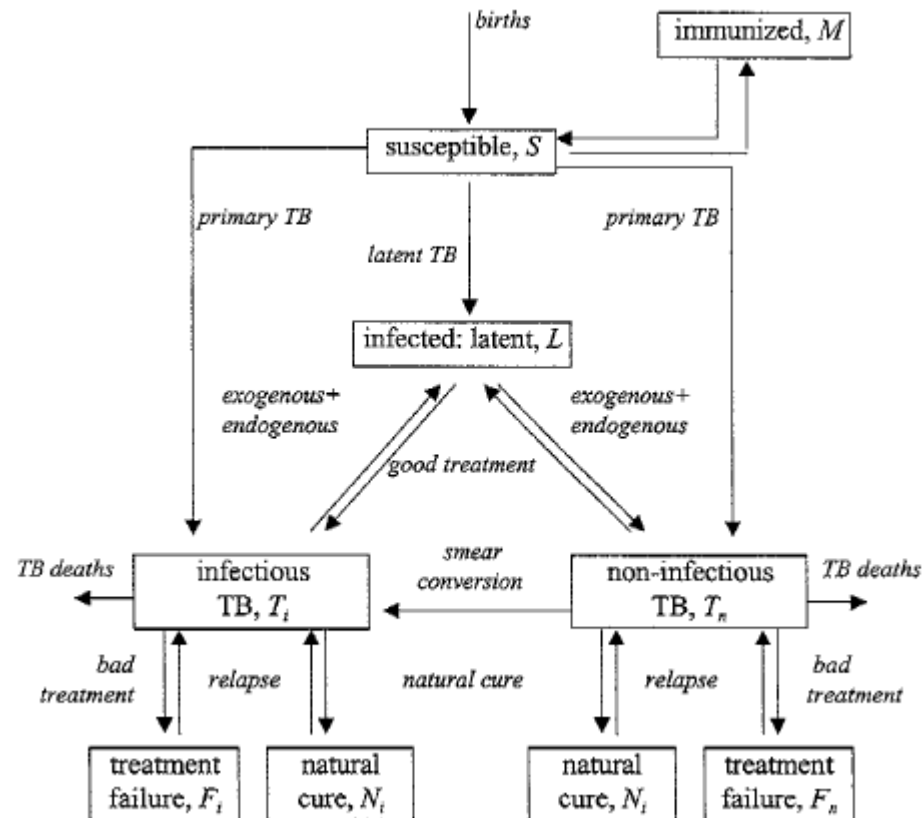 births
immunized, M
susceptible, S
primary TB
primary TB
latent TB
infected: latent, L
exogenous+
endogenous
exogenous+
endogenous
good treatment
TB deaths
infectious
TB, Ti
smear
conversion
non-infectious
TB, Tn
TB deaths
bad
treatment
relapse
natural cure
relapse
bad
treatment
treatment
failure, Fi
natural
cure, Ni
natural
cure, Ni
treatment
failure, Fn